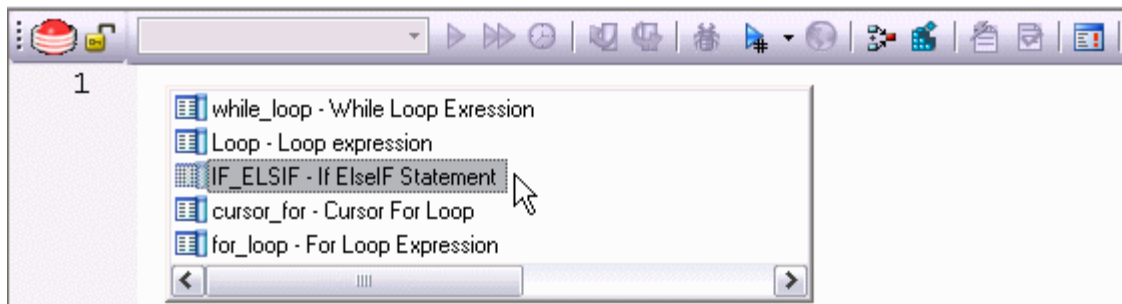 1
while_loop - While Loop Exression
Loop - Loop expression
IF_ELSIF - If ElseIF Statement
cursor_for - Cursor For Loop
for_loop - For Loop Expression